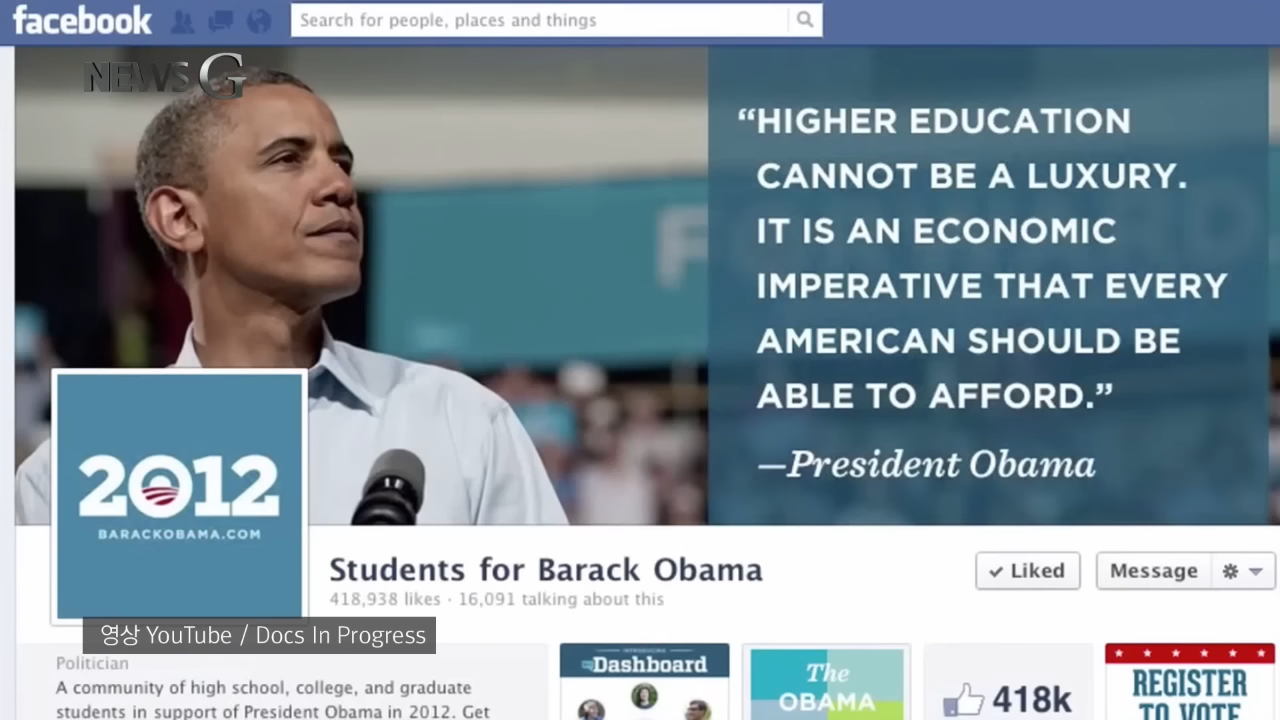 facebook
Search for people, places and things
NEWS G
“HIGHER EDUCATION
CANNOT BE A LUXURY.
IT IS AN ECONOMIC
IMPERATIVE THAT EVERY
AMERICAN SHOULD BE
ABLE TO AFFORD.”
—President Obama
2012
BARACKOBAMA.COM
Students for Barack Obama
418,938 likes · 16,091 talking about this
✓ Liked
Message
영상 YouTube / Docs In Progress
Politician
A community of high school, college, and graduate
students in support of President Obama in 2012. Get
INTRODUCING
Dashboard
The
OBAMA
418k
REGISTER
TO VOTE